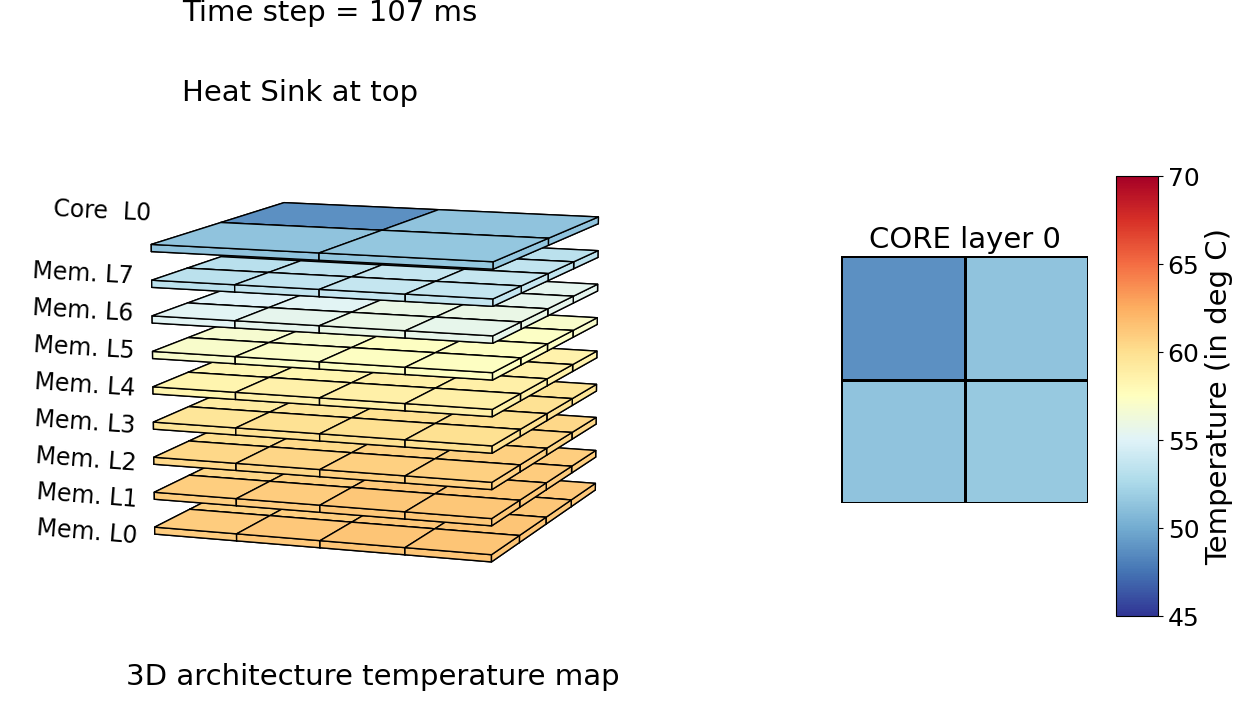 Time step = 107 ms
Heat Sink at top
Core  L0
Mem. L7
Mem. L6
Mem. L5
Mem. L4
Mem. L3
Mem. L2
Mem. L1
Mem. L0
3D architecture temperature map
CORE layer 0
70
65
60
55
50
45
Temperature (in deg C)